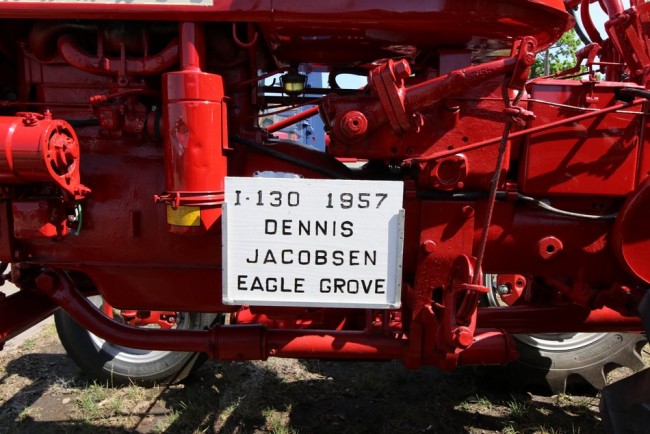 I-130 1957
DENNIS
JACOBSEN
EAGLE GROVE